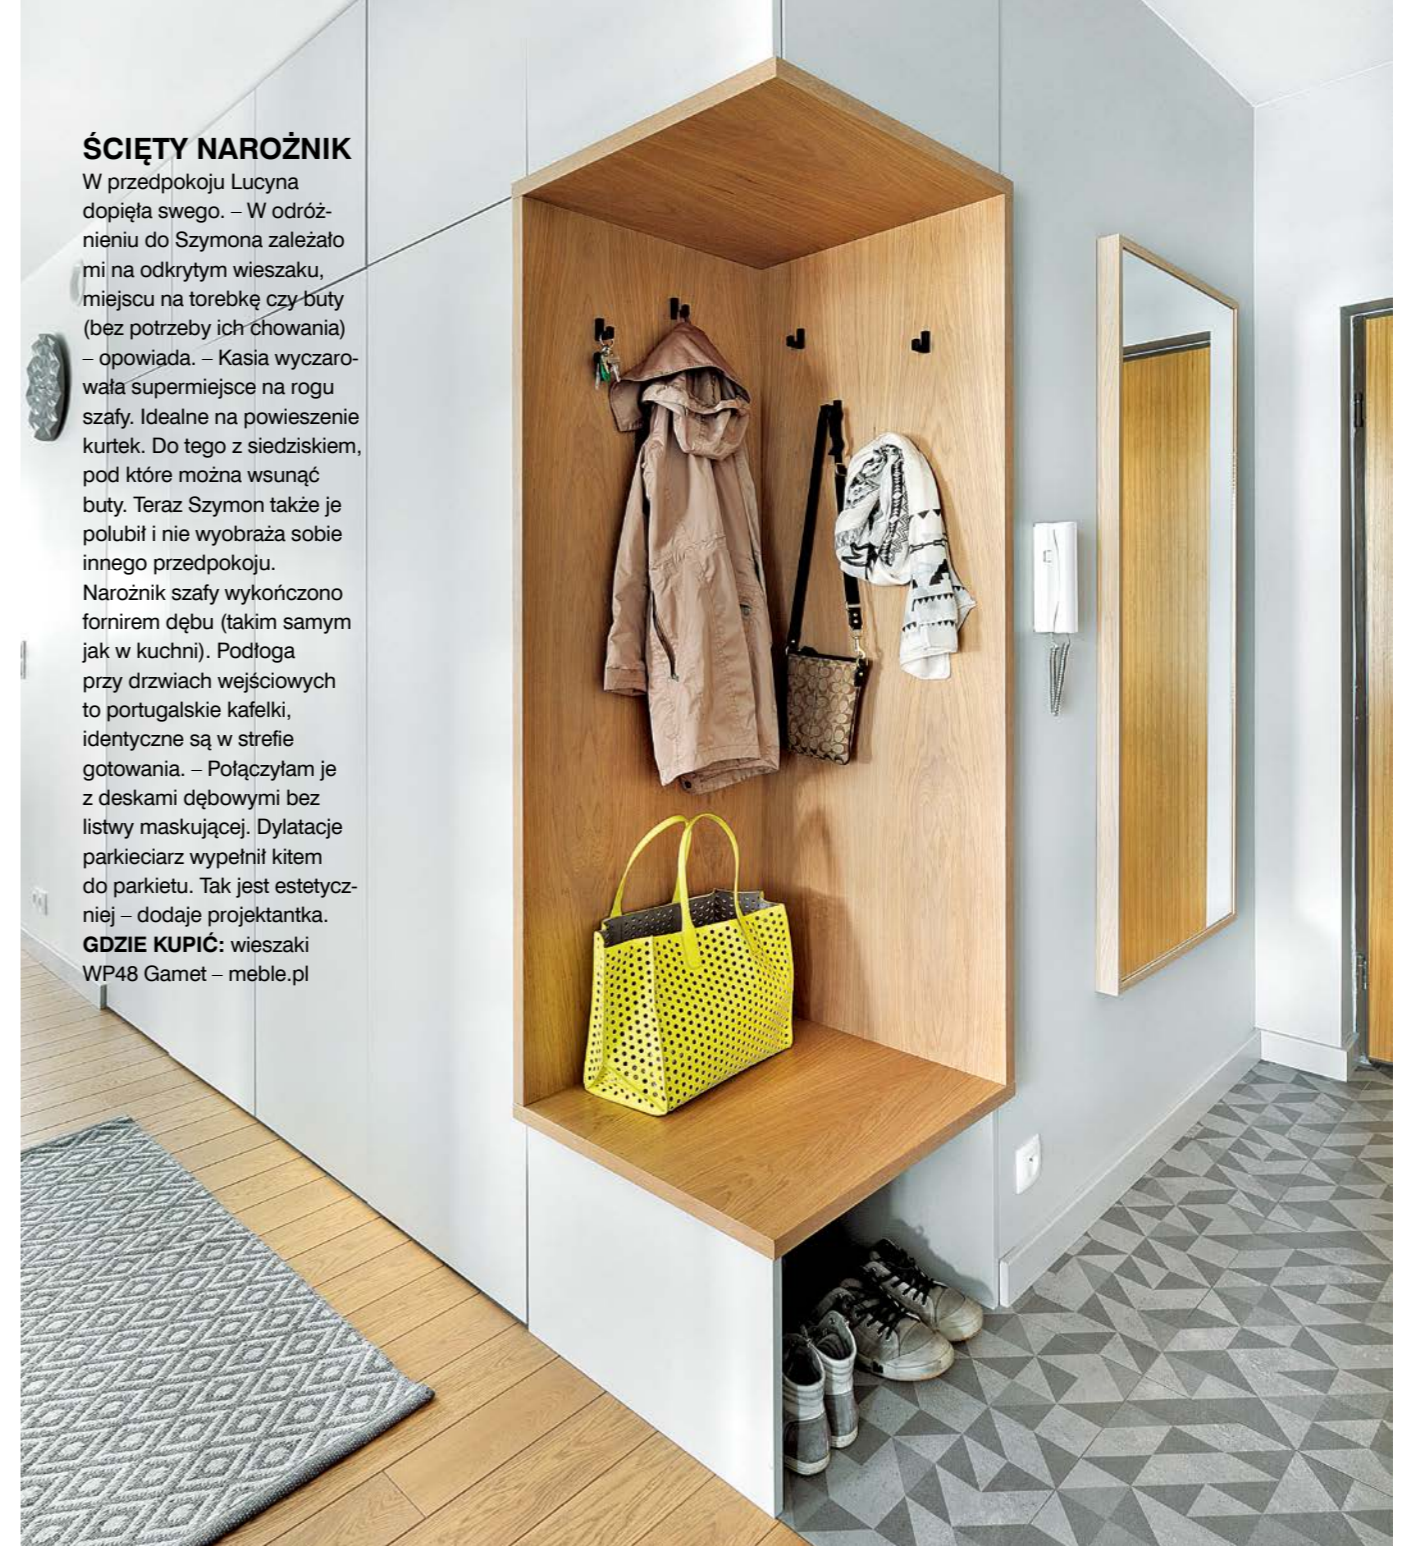 ŚCIĘTY NAROŻNIK
W przedpokoju Lucyna
dopięła swego. – W odróż-
nieniu do Szymona zależało
mi na odkrytym wieszaku,
miejscu na torebkę czy buty
(bez potrzeby ich chowania)
– opowiada. – Kasia wyczaro-
wała supermiejsce na rogu
szafy. Idealne na powieszenie
kurtek. Do tego z siedziskiem,
pod które można wsunąć
buty. Teraz Szymon także je
polubił i nie wyobraża sobie
innego przedpokoju.
Narożnik szafy wykończono
fornirem dębu (takim samym
jak w kuchni). Podłoga
przy drzwiach wejściowych
to portugalskie kafelki,
identyczne są w strefie
gotowania. – Połączyłam je
z deskami dębowymi bez
listwy maskującej. Dylatacje
parkieciarz wypełnił kitem
do parkietu. Tak jest estetycz-
niej – dodaje projektantka.
GDZIE KUPIĆ: wieszaki
WP48 Gamet – meble.pl